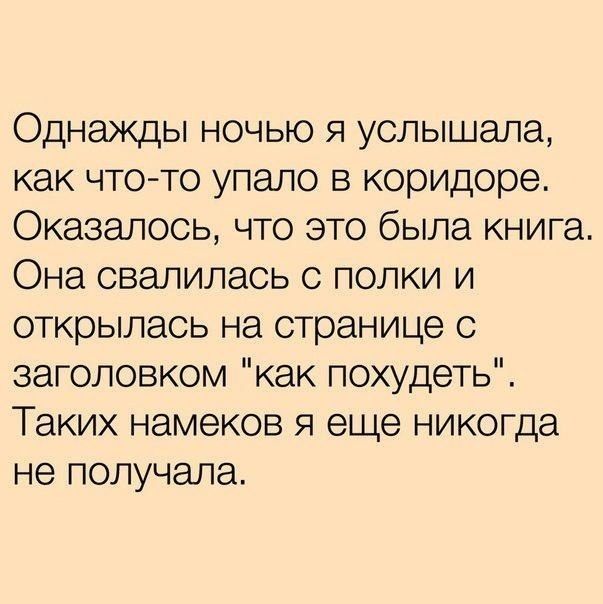 Однажды ночью я услышала,
как что-то упало в коридоре.
Оказалось, что это была книга.
Она свалилась с полки и
открылась на странице с
заголовком "как похудеть".
Таких намеков я еще никогда
не получала.